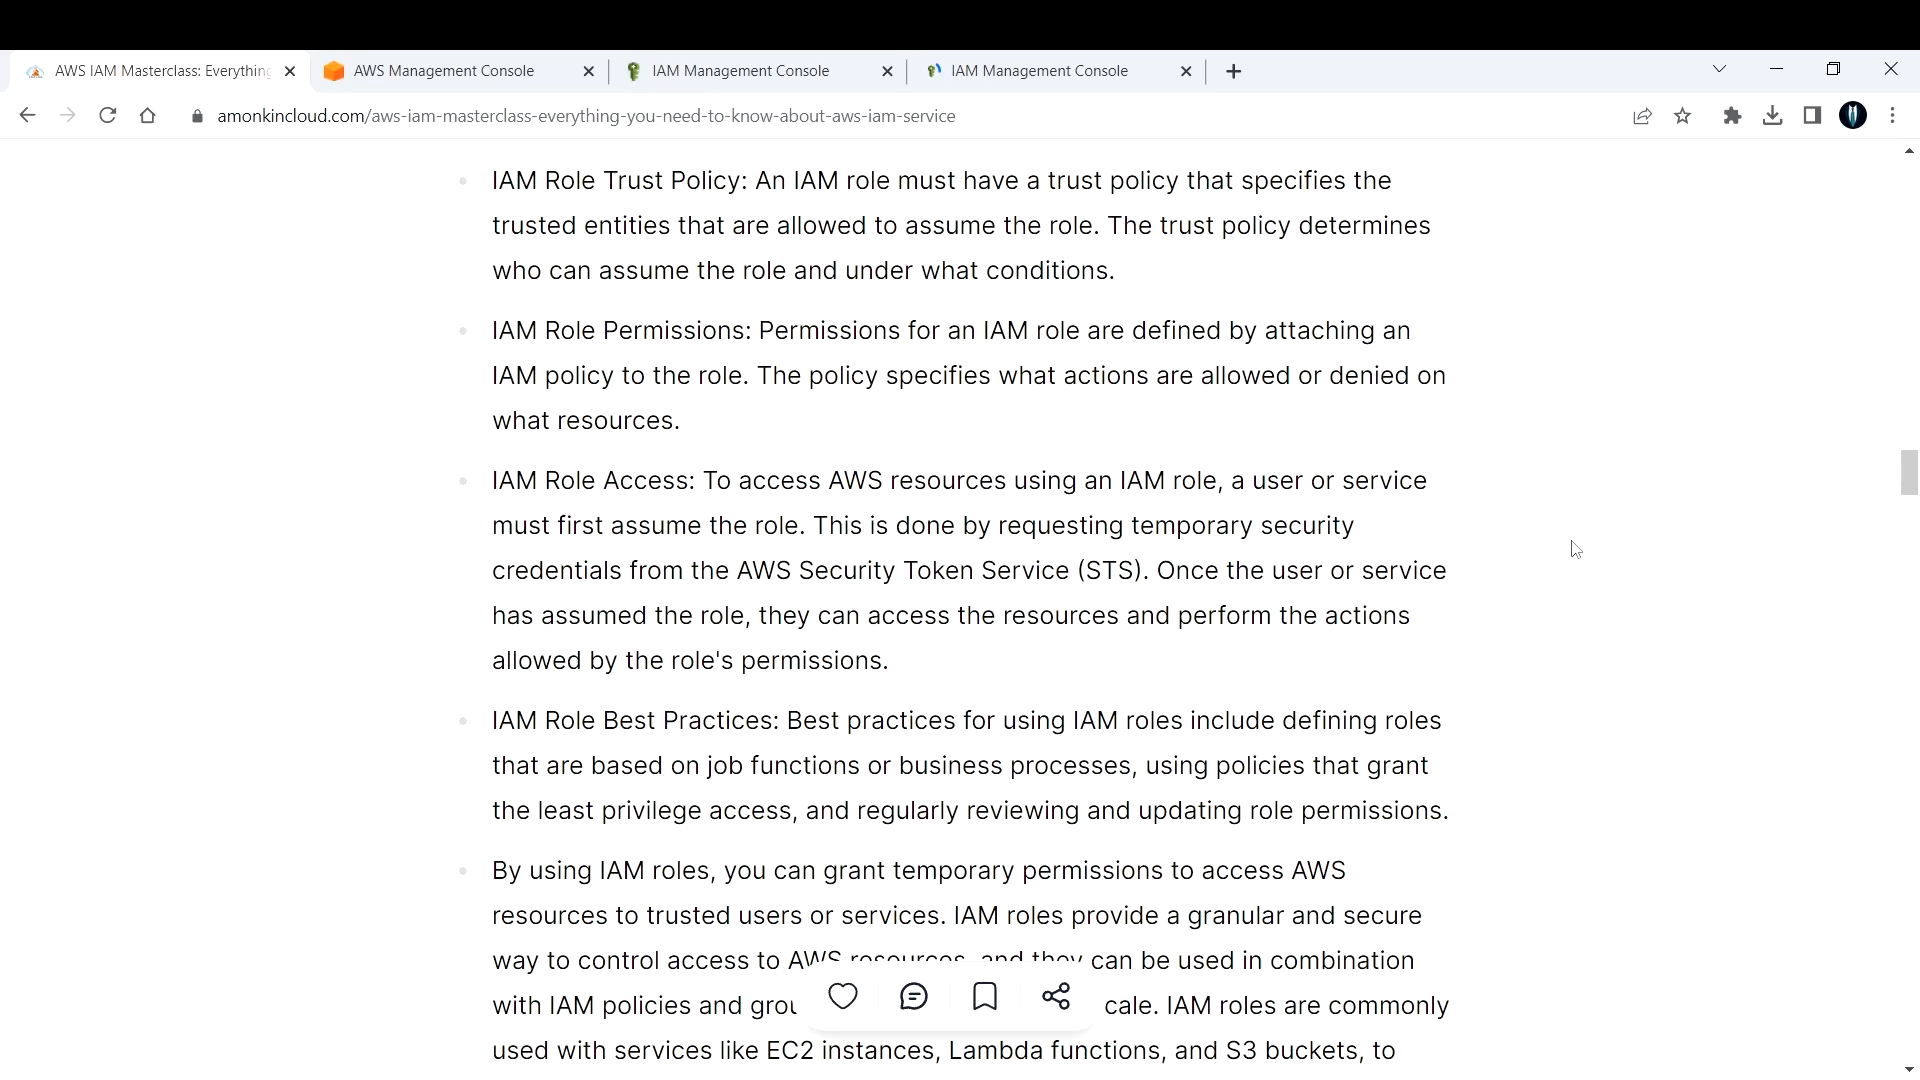 AWS IAM Masterclass: Everything
AWS Management Console
IAM Management Console
IAM Management Console
amonkincloud.com/aws-iam-masterclass-everything-you-need-to-know-about-aws-iam-service
IAM Role Trust Policy: An IAM role must have a trust policy that specifies the
trusted entities that are allowed to assume the role. The trust policy determines
who can assume the role and under what conditions.
IAM Role Permissions: Permissions for an IAM role are defined by attaching an
IAM policy to the role. The policy specifies what actions are allowed or denied on
what resources.
IAM Role Access: To access AWS resources using an IAM role, a user or service
must first assume the role. This is done by requesting temporary security
credentials from the AWS Security Token Service (STS). Once the user or service
has assumed the role, they can access the resources and perform the actions
allowed by the role's permissions.
IAM Role Best Practices: Best practices for using IAM roles include defining roles
that are based on job functions or business processes, using policies that grant
the least privilege access, and regularly reviewing and updating role permissions.
By using IAM roles, you can grant temporary permissions to access AWS
resources to trusted users or services. IAM roles provide a granular and secure
way to control access to AWS resources, and they can be used in combination
with IAM policies and grou cale. IAM roles are commonly
used with services like EC2 instances, Lambda functions, and S3 buckets, to